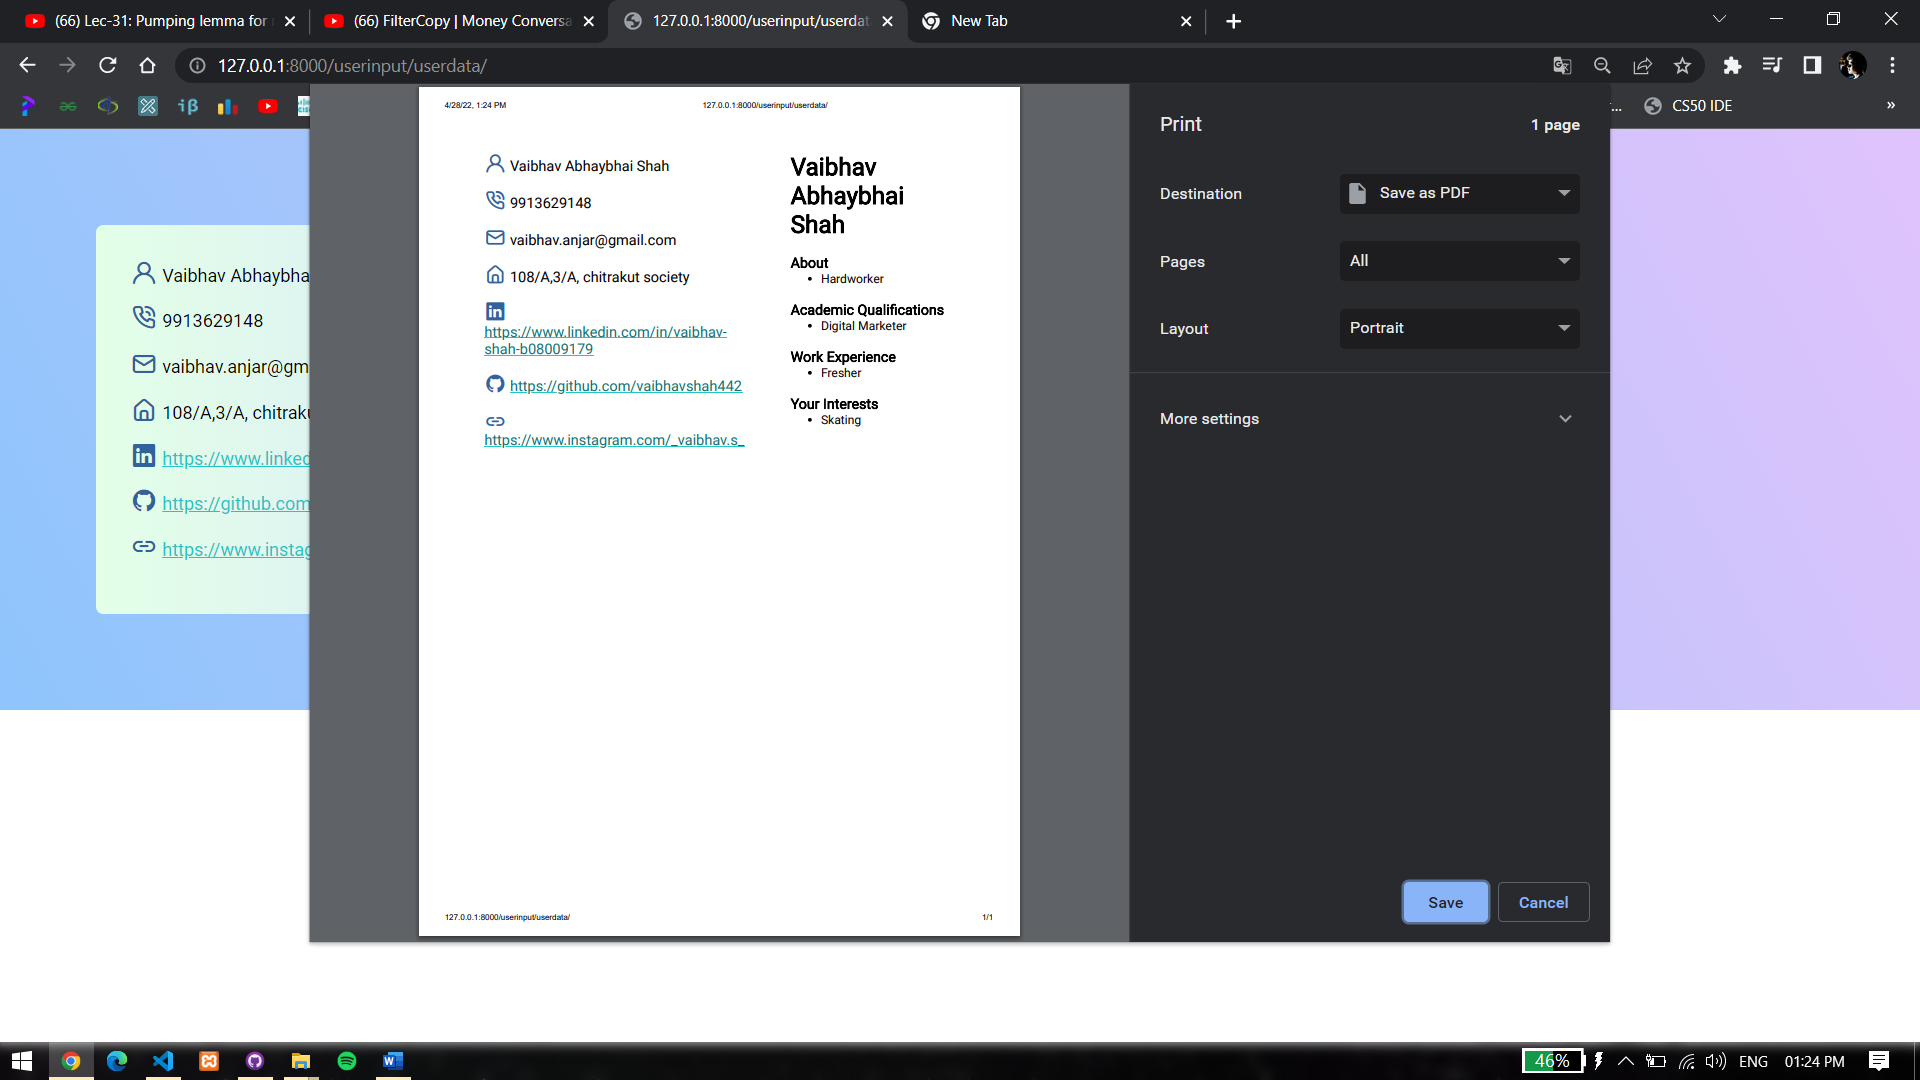 (66) Lec-31: Pumping lemma for
(66) FilterCopy | Money Conversa
127.0.0.1:8000/userinput/userdat
New Tab
127.0.0.1:8000/userinput/userdata/
iβ
...
CS50 IDE
»
Vaibhav Abhaybha
9913629148
vaibhav.anjar@gm
108/A,3/A, chitraku
https://www.linked
https://github.com
https://www.instag
4/28/22, 1:24 PM
127.0.0.1:8000/userinput/userdata/
Vaibhav Abhaybhai Shah
9913629148
vaibhav.anjar@gmail.com
108/A,3/A, chitrakut society
https://www.linkedin.com/in/vaibhav-
shah-b08009179
https://github.com/vaibhavshah442
https://www.instagram.com/_vaibhav.s_
Vaibhav
Abhaybhai
Shah
About
• Hardworker
Academic Qualifications
• Digital Marketer
Work Experience
• Fresher
Your Interests
• Skating
127.0.0.1:8000/userinput/userdata/
1/1
Print
1 page
Destination
Save as PDF
Pages
All
Layout
Portrait
More settings
Save
Cancel
46%
ENG
01:24 PM